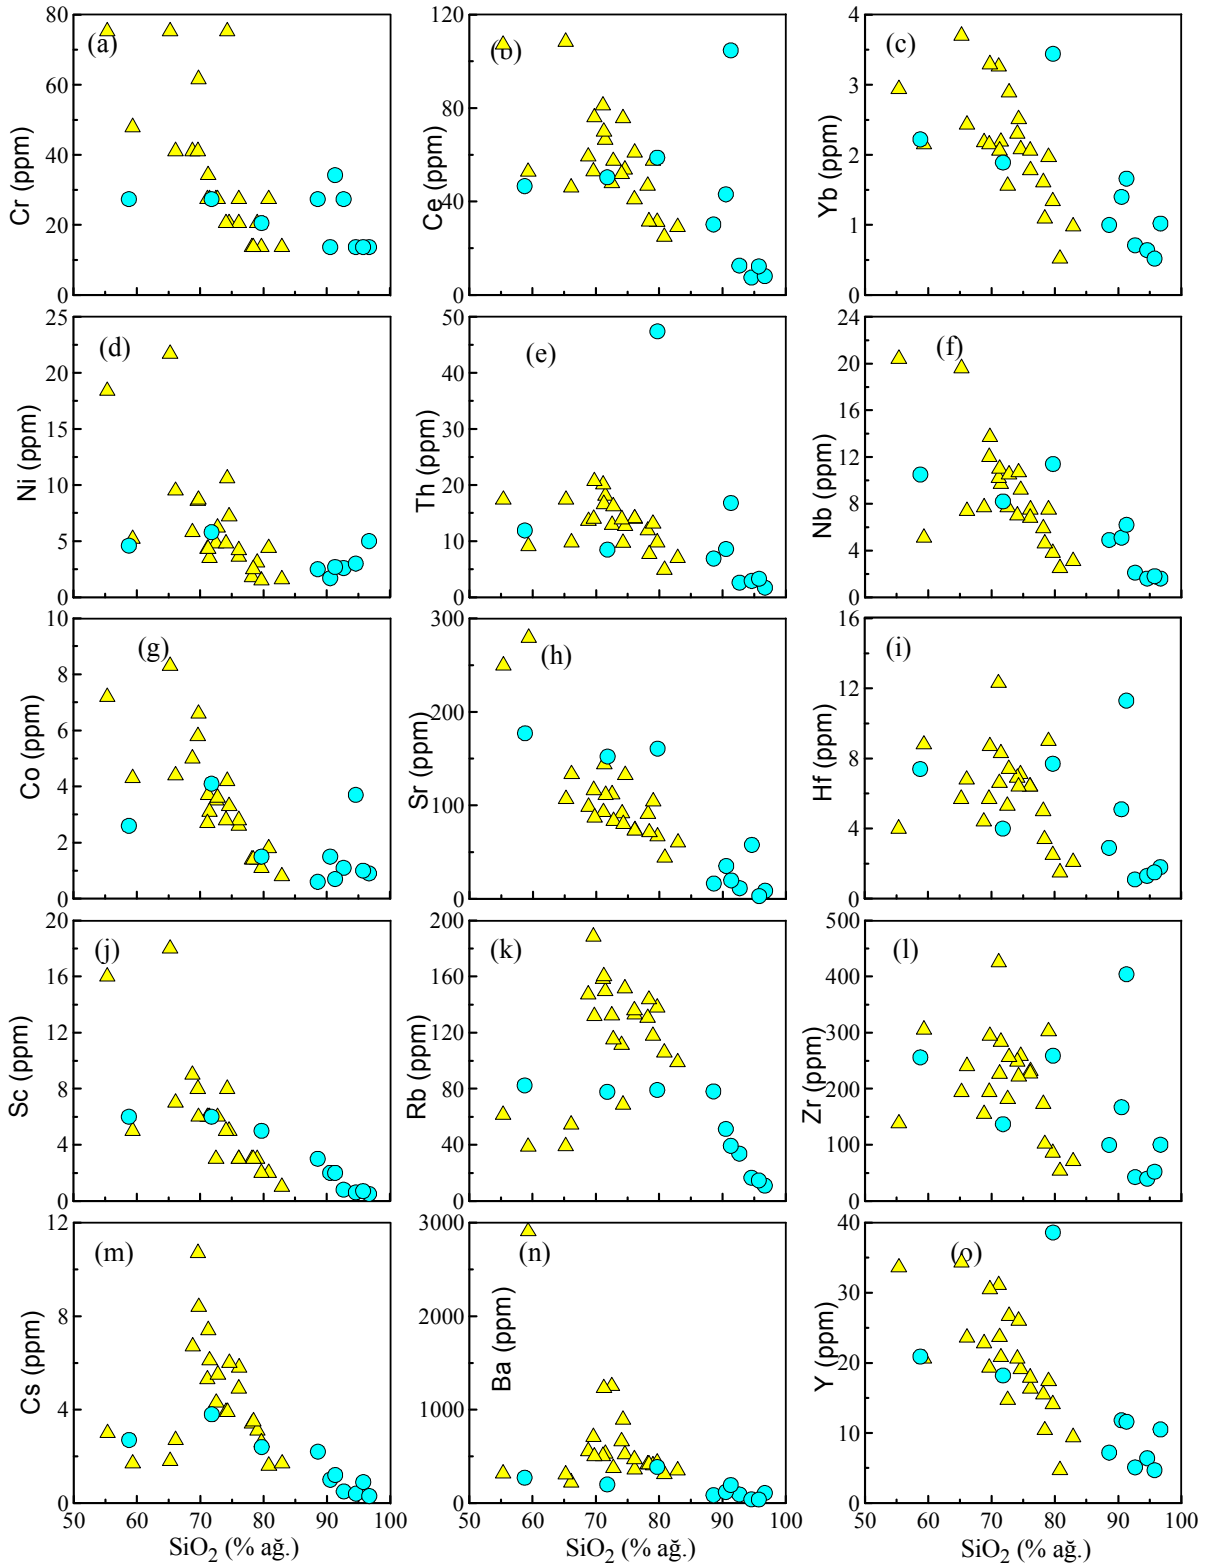 80
60
40
20
0
Cr (ppm)
(a)
120
80
40
0
Ce (ppm)
(b)
4
3
2
1
0
Yb (ppm)
(c)
25
20
15
10
5
0
Ni (ppm)
(d)
50
40
30
20
10
0
Th (ppm)
(e)
24
20
16
12
8
4
0
Nb (ppm)
(f)
10
8
6
4
2
0
Co (ppm)
(g)
300
200
100
0
Sr (ppm)
(h)
16
12
8
4
0
Hf (ppm)
(i)
20
16
12
8
4
0
Sc (ppm)
(j)
200
160
120
80
40
0
Rb (ppm)
(k)
500
400
300
200
100
0
Zr (ppm)
(l)
12
8
4
0
Cs (ppm)
(m)
50 60 70 80 90 100
SiO2 (% ağ.)
3000
2000
1000
0
Ba (ppm)
(n)
50 60 70 80 90 100
SiO2 (% ağ.)
40
30
20
10
0
Y (ppm)
(o)
50 60 70 80 90 100
SiO2 (% ağ.)